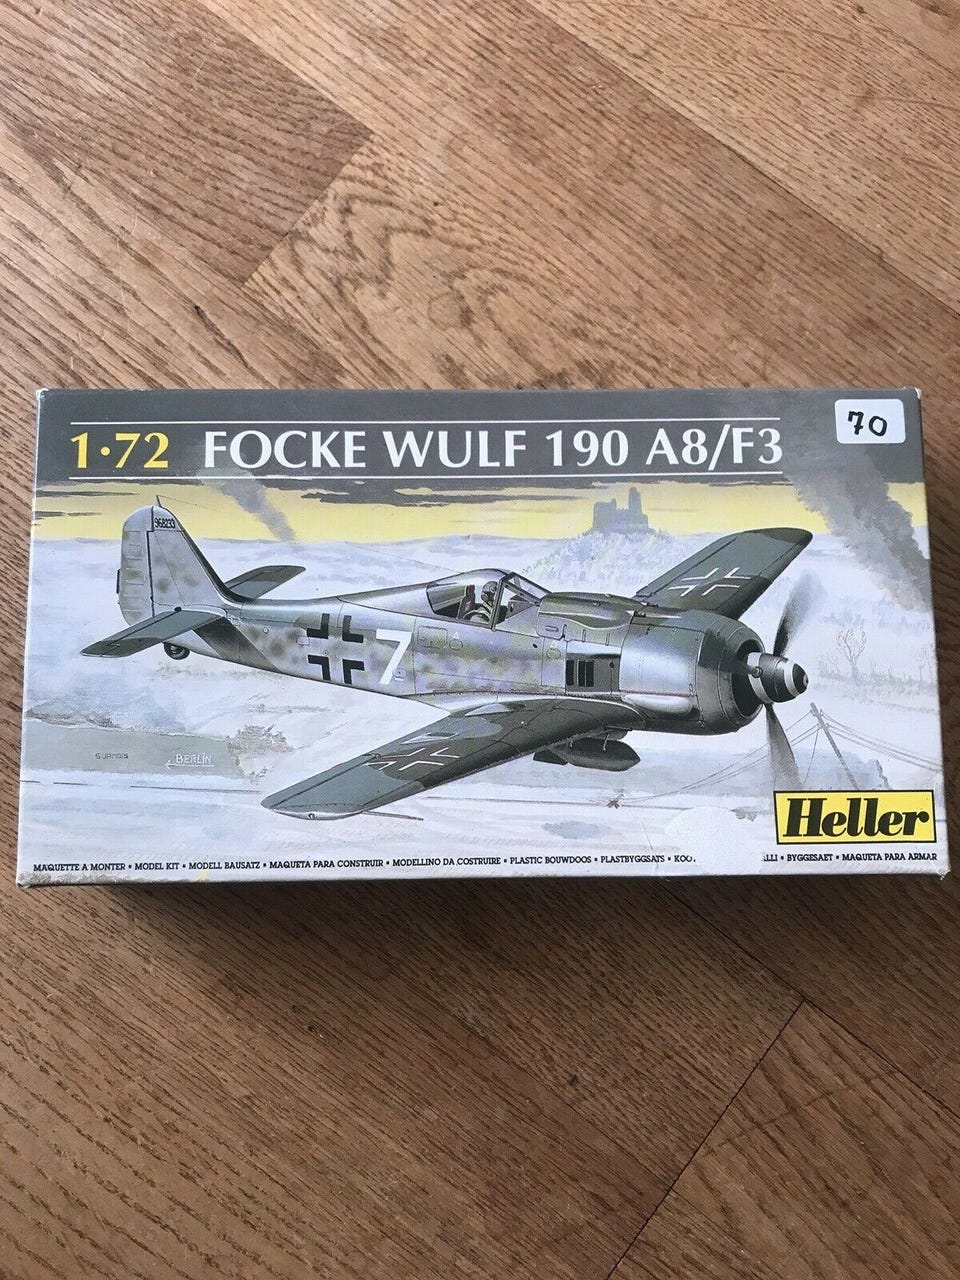 70
1·72 FOCKE WULF 190 A8/F3
7
BERLIN
Heller
MAQUETTE A MONTER • MODEL KIT • MODELL BAUSATZ • MAQUETA PARA CONSTRUIR • MODELLINO DA COSTRUIRE • PLASTIC BOUWDOOS • PLASTBYGGSATS • BYGGESAET • MAQUETA PARA ARMAR